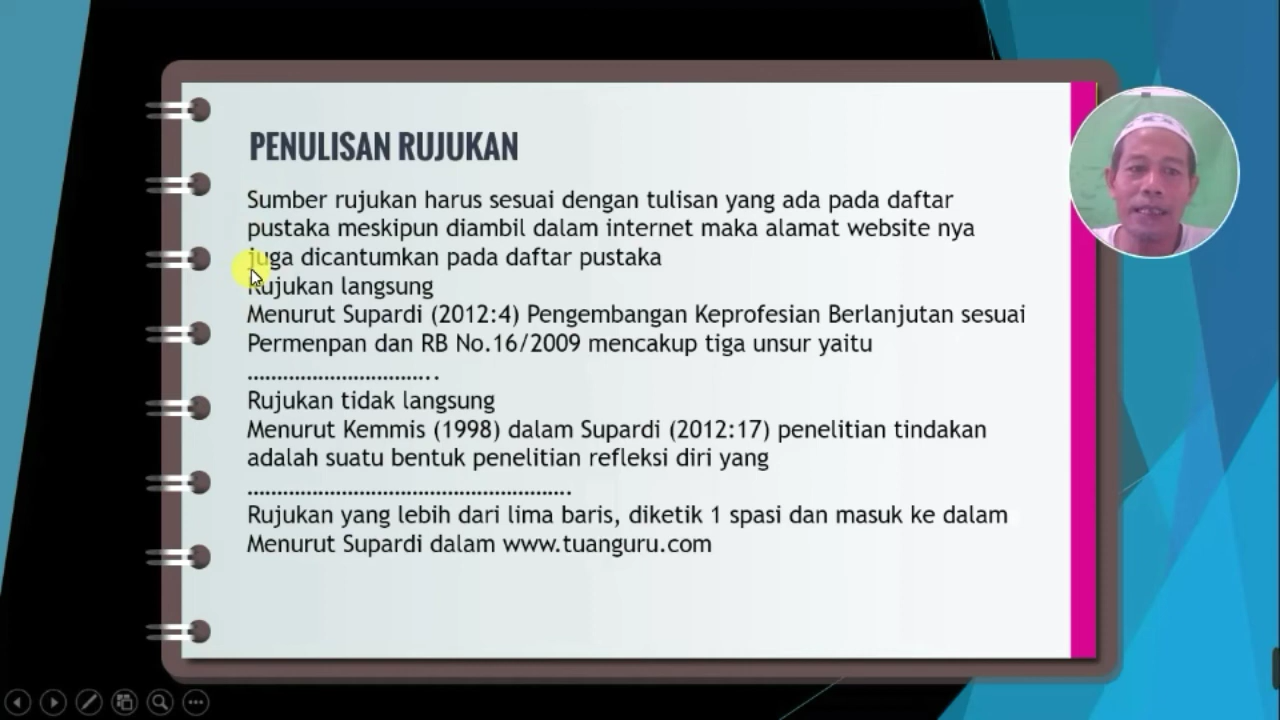 PENULISAN RUJUKAN
Sumber rujukan harus sesuai dengan tulisan yang ada pada daftar
pustaka meskipun diambil dalam internet maka alamat website nya
juga dicantumkan pada daftar pustaka
Rujukan langsung
Menurut Supardi (2012:4) Pengembangan Keprofesian Berlanjutan sesuai
Permenpan dan RB No.16/2009 mencakup tiga unsur yaitu
……………………………..
Rujukan tidak langsung
Menurut Kemmis (1998) dalam Supardi (2012:17) penelitian tindakan
adalah suatu bentuk penelitian refleksi diri yang
……………………………………………………
Rujukan yang lebih dari lima baris, diketik 1 spasi dan masuk ke dalam
Menurut Supardi dalam www.tuanguru.com